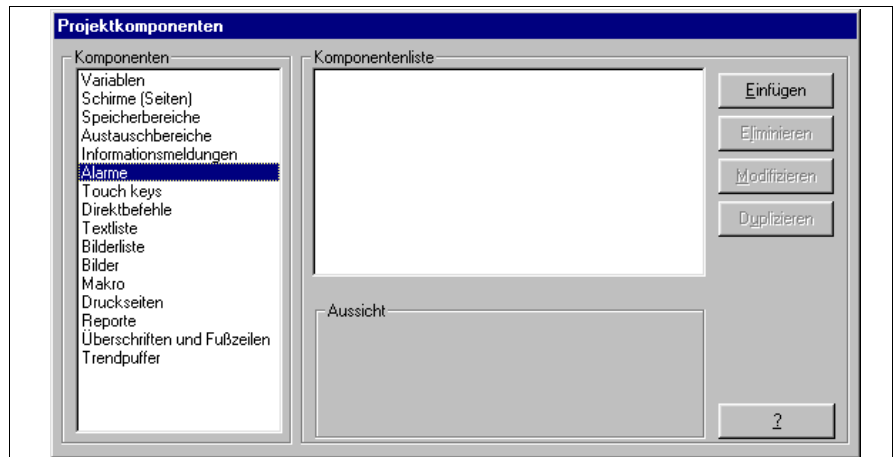 Projektkomponenten
Komponenten
Variablen
Schirme (Seiten)
Speicherbereiche
Austauschbereiche
Informationsmeldungen
Alarme
Touch keys
Direktbefehle
Textliste
Bilderliste
Bilder
Makro
Druckseiten
Reporte
Überschriften und Fußzeilen
Trendpuffer
Komponentenliste
Einfügen
Eliminieren
Modifizieren
Duplizieren
Aussicht
?